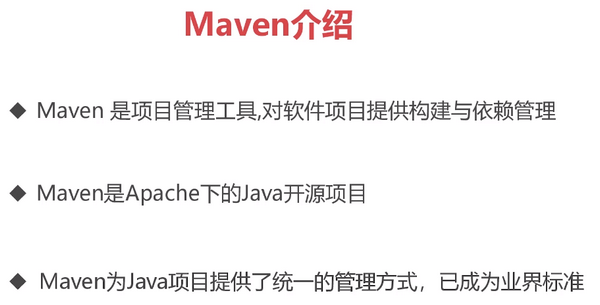 Maven介绍
◆ Maven 是项目管理工具,对软件项目提供构建与依赖管理
◆ Maven是Apache下的Java开源项目
◆ Maven为Java项目提供了统一的管理方式，已成为业界标准